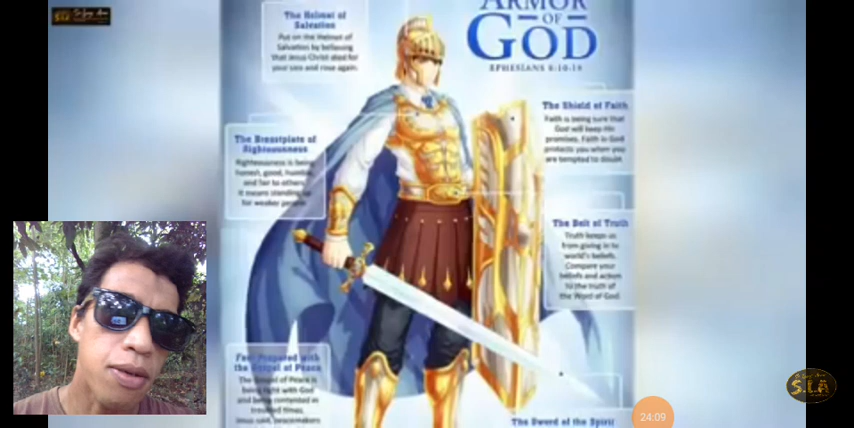 ARMOR
OF
GOD
EPHESIANS 6:10-18
The Helmet of
Salvation
Put on the Helmet of
Salvation by believing
that Jesus Christ died for
your sins and rose again.
The Shield of Faith
Faith is being sure that
God will keep His
promises. Faith in God
protects you when you
are tempted to doubt.
The Breastplate of
Righteousness
Righteousness is being
honest, good, humble,
and fair to others.
It means standing up
for weaker people.
The Belt of Truth
Truth keeps us
from giving in to
world's beliefs.
Compare your
beliefs and action
to the truth of
the Word of God.
Feet Prepared with
the Gospel of Peace
The Gospel of Peace is
being right with God
and being contented in
troubled times.
Jesus said, peacemakers
The Sword of the Spirit
24:09
S.L.A